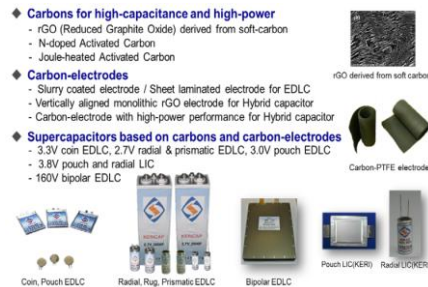 Carbons for high-capacitance and high-power
- rGO (Reduced Graphite Oxide) derived from soft-carbon
- N-doped Activated Carbon
- Joule-heated Activated Carbon
rGO derived from soft carbon
Carbon-electrodes
- Slurry coated electrode / Sheet laminated electrode for EDLC
- Vertically aligned monolithic rGO electrode for Hybrid capacitor
- Carbon-electrode with high-power performance for Hybrid capacitor
Carbon-PTFE electrode
Supercapacitors based on carbons and carbon-electrodes
- 3.3V coin EDLC, 2.7V radial & prismatic EDLC, 3.0V pouch EDLC
- 3.8V pouch and radial LIC
- 160V bipolar EDLC
Coin, Pouch EDLC
Radial, Rug, Prismatic EDLC
Bipolar EDLC
Pouch LIC(KERI)
Radial LIC(KERI)